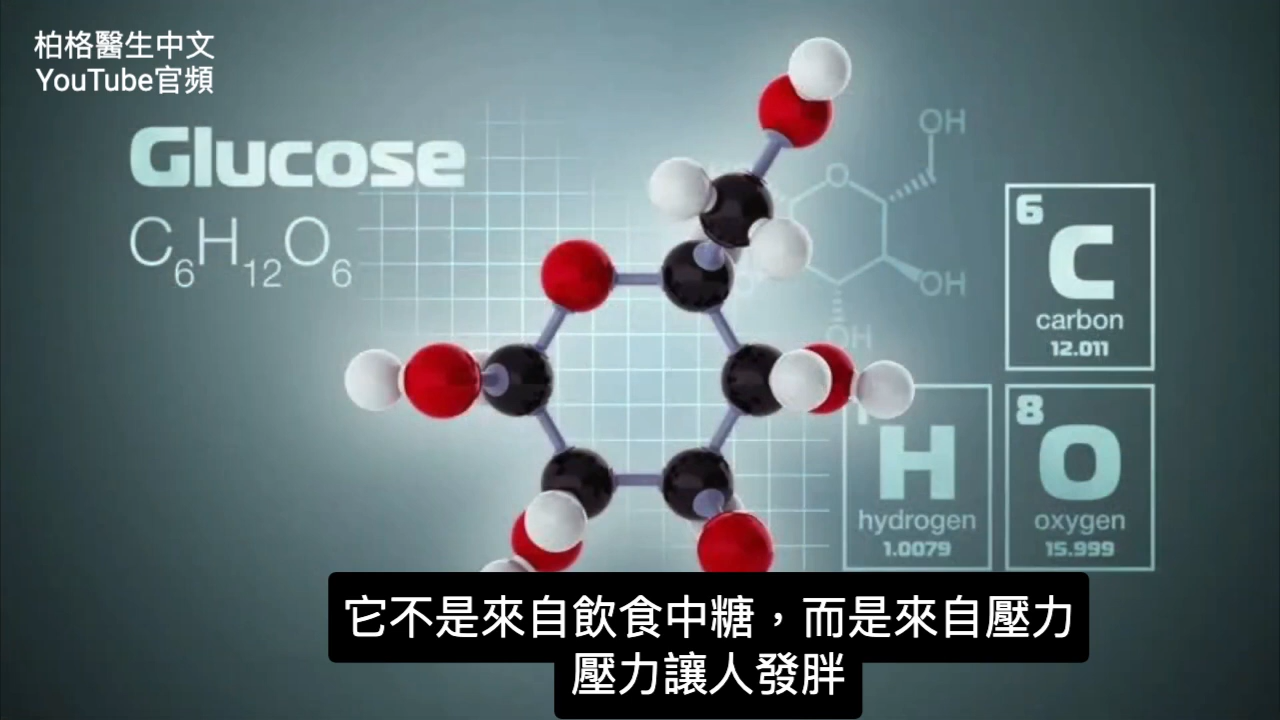 柏格醫生中文
YouTube官頻
Glucose
C6H12O6
OH
O
OH
OH
6
C
carbon
12.011
H
hydrogen
1.0079
8
O
oxygen
15.999
它不是來自飲食中糖，而是來自壓力
壓力讓人發胖